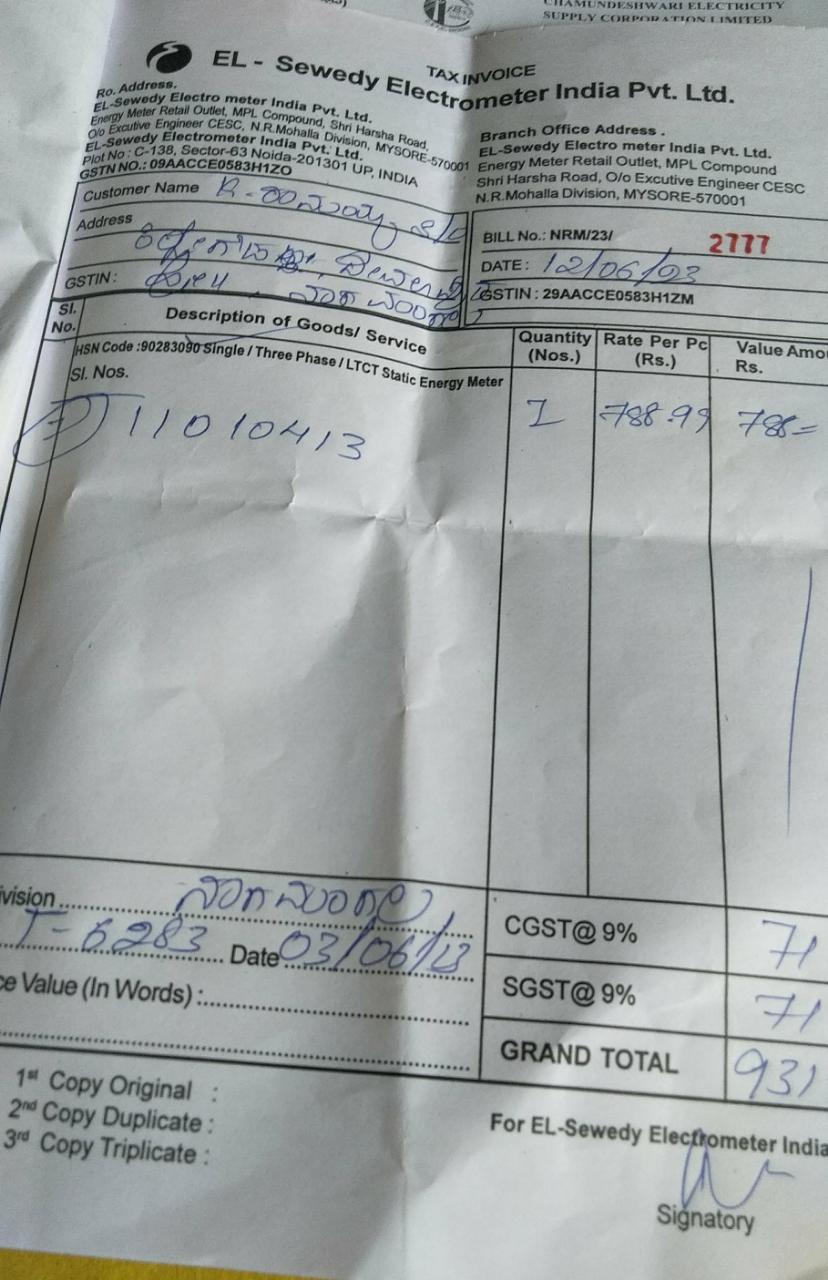 CHAMUNDESHWARI ELECTRICITY
SUPPLY CORPORATION LIMITED
TAX INVOICE
EL - Sewedy Electrometer India Pvt. Ltd.
Ro. Address.
EL-Sewedy Electro meter India Pvt. Ltd.
Energy Meter Retail Outlet, MPL Compound, Shri Harsha Road,
O/o Excutive Engineer CESC, N.R.Mohalla Division, MYSORE-570001
EL-Sewedy Electrometer India Pvt. Ltd.
Plot No : C-138, Sector-63 Noida-201301 UP, INDIA
GSTN NO.: 09AACCE0583H1ZO
Branch Office Address .
EL-Sewedy Electro meter India Pvt. Ltd.
Energy Meter Retail Outlet, MPL Compound
Shri Harsha Road, O/o Excutive Engineer CESC
N.R.Mohalla Division, MYSORE-570001
Customer Name
Address
GSTIN :
BILL No.: NRM/23/ 2777
DATE : 12/06/23
GSTIN : 29AACCE0583H1ZM
Sl. No. Description of Goods/ Service Quantity (Nos.) Rate Per Pc (Rs.) Value Amou Rs.
HSN Code :90283090 Single / Three Phase / LTCT Static Energy Meter
Sl. Nos.
11010413 1 788.99 788=
ivision
T-6283 Date 03/06/23
ce Value (In Words) :
CGST@ 9% 71
SGST@ 9% 71
GRAND TOTAL 931
1st Copy Original :
2nd Copy Duplicate :
3rd Copy Triplicate :
For EL-Sewedy Electrometer India
Signatory